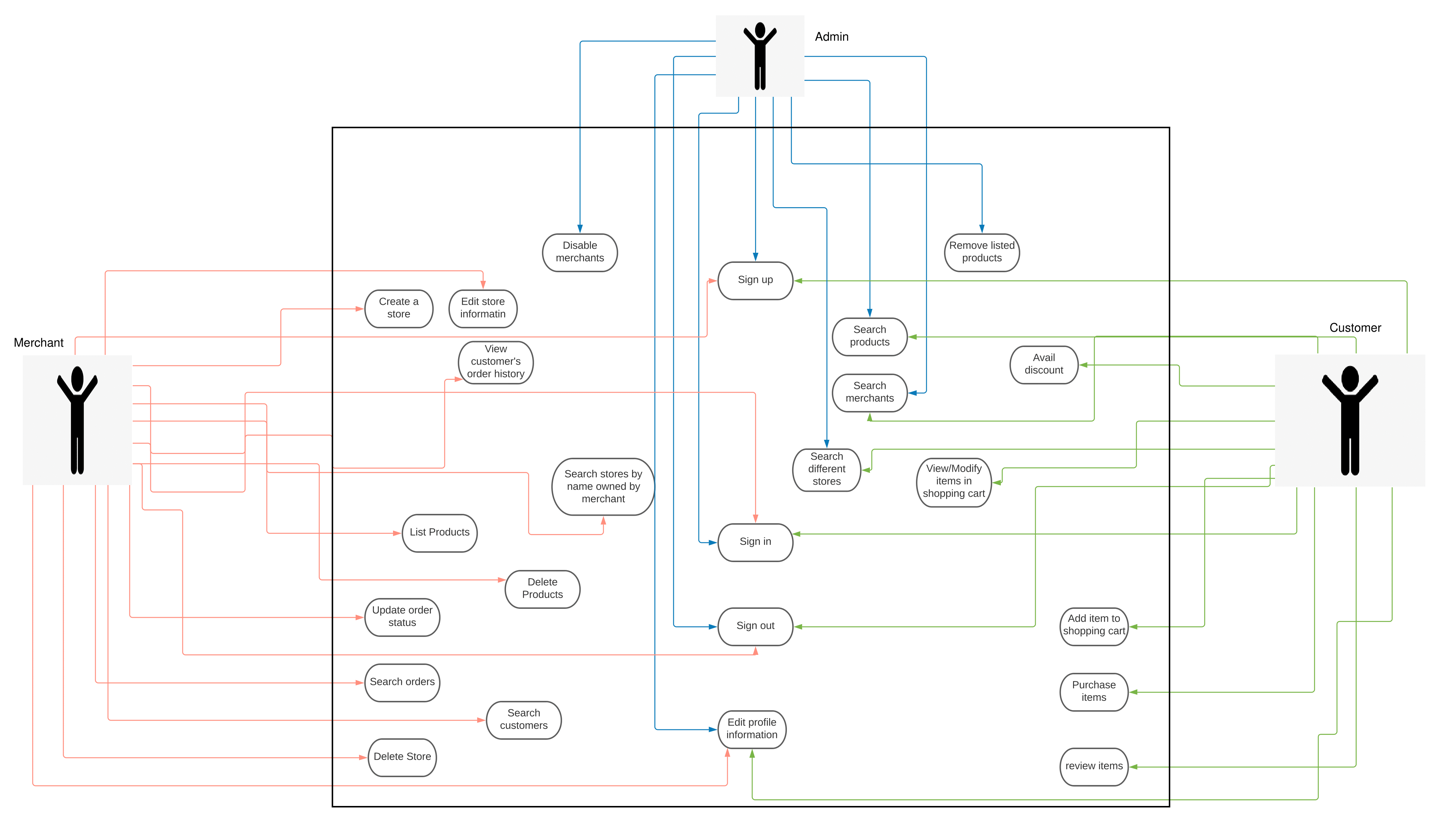 Admin
Disable
merchants
Remove listed
products
Sign up
Create a
store
Edit store
informatin
Search
products
Customer
Merchant
View
customer's
order history
Avail
discount
Search
merchants
Search
different
stores
View/Modify
items in
shopping cart
Search stores by
name owned by
merchant
List Products
Sign in
Delete
Products
Update order
status
Sign out
Add item to
shopping cart
Search orders
Purchase
items
Search
customers
Edit profile
information
Delete Store
review items